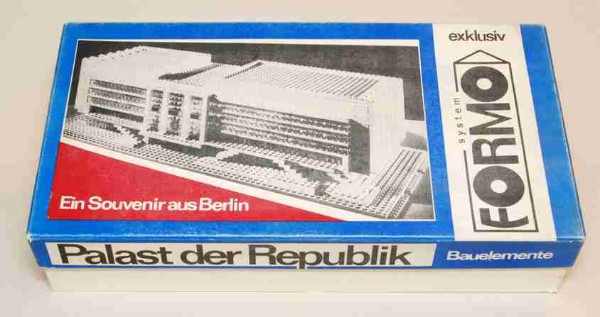 exklusiv
system
FORMO
Ein Souvenir aus Berlin
Palast der Republik
Bauelemente